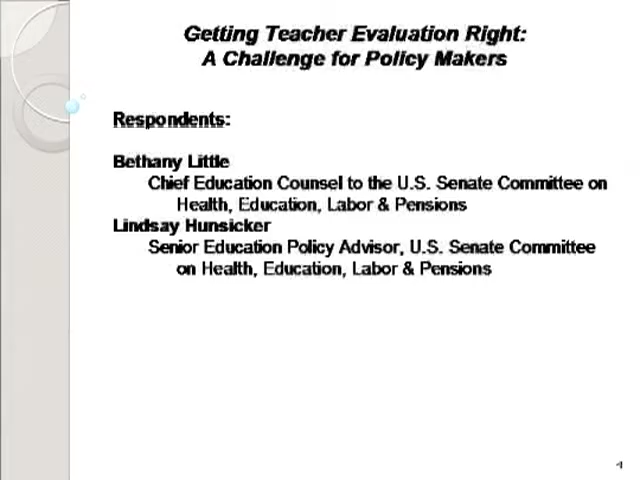 Getting Teacher Evaluation Right:
A Challenge for Policy Makers
Respondents:
Bethany Little
Chief Education Counsel to the U.S. Senate Committee on
Health, Education, Labor & Pensions
Lindsay Hunsicker
Senior Education Policy Advisor, U.S. Senate Committee
on Health, Education, Labor & Pensions